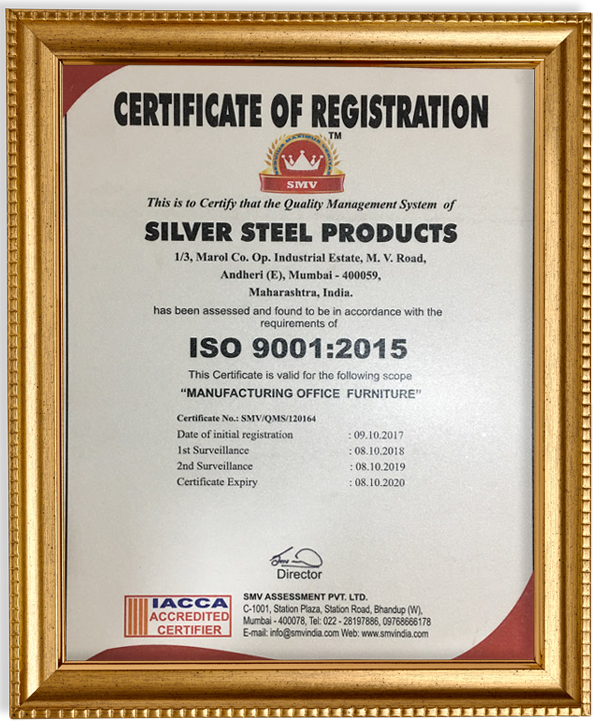 CERTIFICATE OF REGISTRATION
TM
SMV
This is to Certify that the Quality Management System of
SILVER STEEL PRODUCTS
1/3, Marol Co. Op. Industrial Estate, M. V. Road,
Andheri (E), Mumbai - 400059,
Maharashtra, India.
has been assessed and found to be in accordance with the
requirements of
ISO 9001:2015
This Certificate is valid for the following scope
“MANUFACTURING OFFICE FURNITURE”
Certificate No.: SMV/QMS/120164
Date of initial registration : 09.10.2017
1st Surveillance : 08.10.2018
2nd Surveillance : 08.10.2019
Certificate Expiry : 08.10.2020
Director
IACCA
ACCREDITED
CERTIFIER
SMV ASSESSMENT PVT. LTD.
C-1001, Station Plaza, Station Road, Bhandup (W),
Mumbai - 400078, Tel: 022 - 28197886, 09768666178
E-mail: info@smvindia.com Web: www.smvindia.com